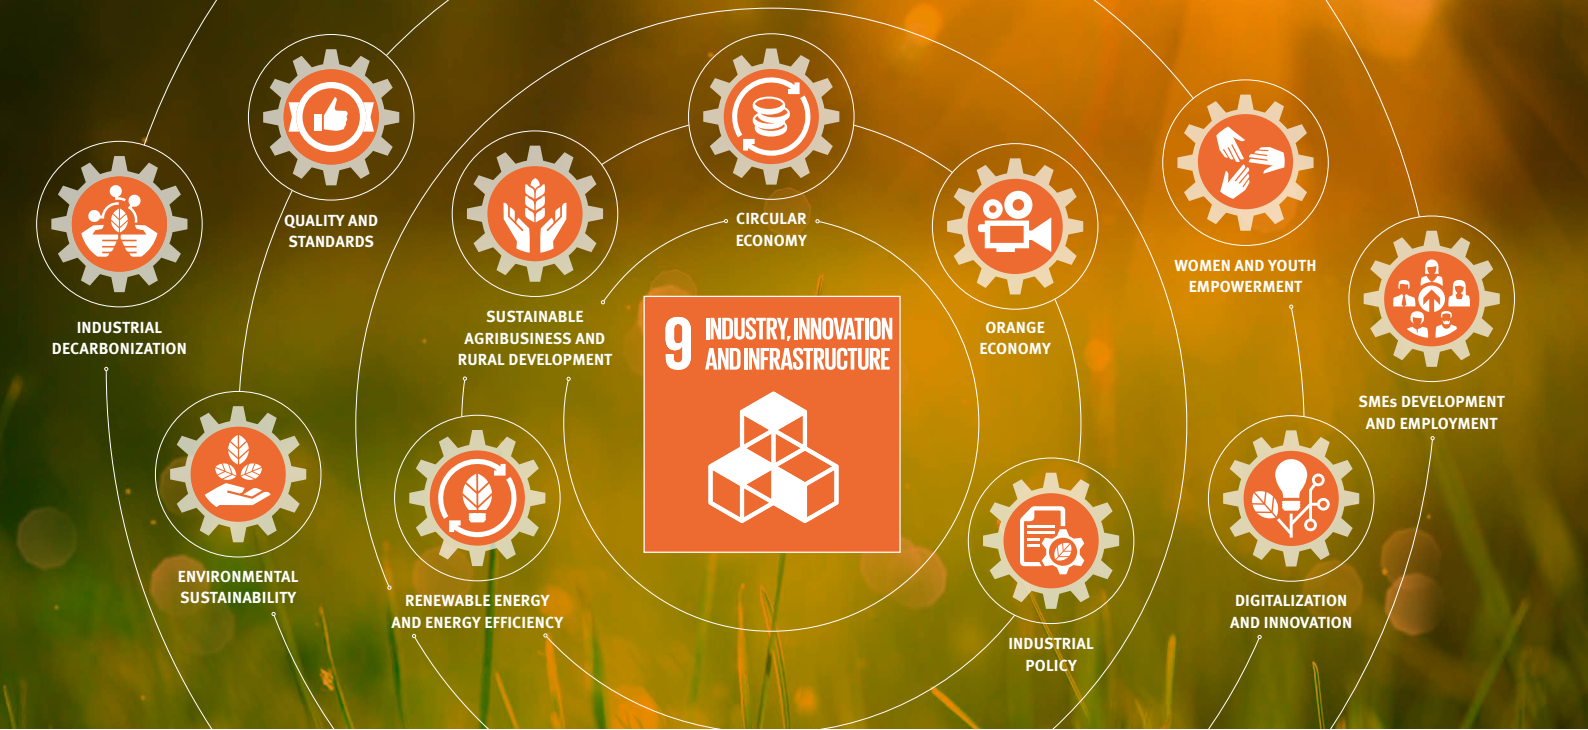 QUALITY AND
STANDARDS
CIRCULAR
ECONOMY
WOMEN AND YOUTH
EMPOWERMENT
INDUSTRIAL
DECARBONIZATION
SUSTAINABLE
AGRIBUSINESS AND
RURAL DEVELOPMENT
9 INDUSTRY, INNOVATION
AND INFRASTRUCTURE
ORANGE
ECONOMY
SMEs DEVELOPMENT
AND EMPLOYMENT
ENVIRONMENTAL
SUSTAINABILITY
RENEWABLE ENERGY
AND ENERGY EFFICIENCY
INDUSTRIAL
POLICY
DIGITALIZATION
AND INNOVATION